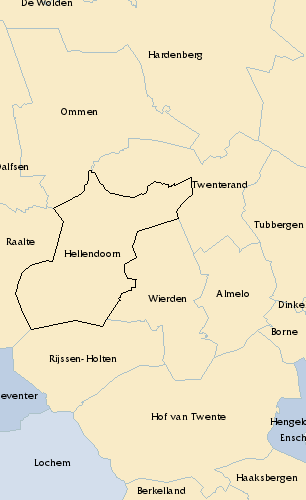 De Wolden
Hardenberg
Ommen
Dalfsen
Twenterand
Tubbergen
Raalte
Hellendoorn
Wierden
Almelo
Dinke
Borne
Rijssen-Holten
eventer
Hof van Twente
Hengelo
Ensch
Lochem
Haaksbergen
Berkelland